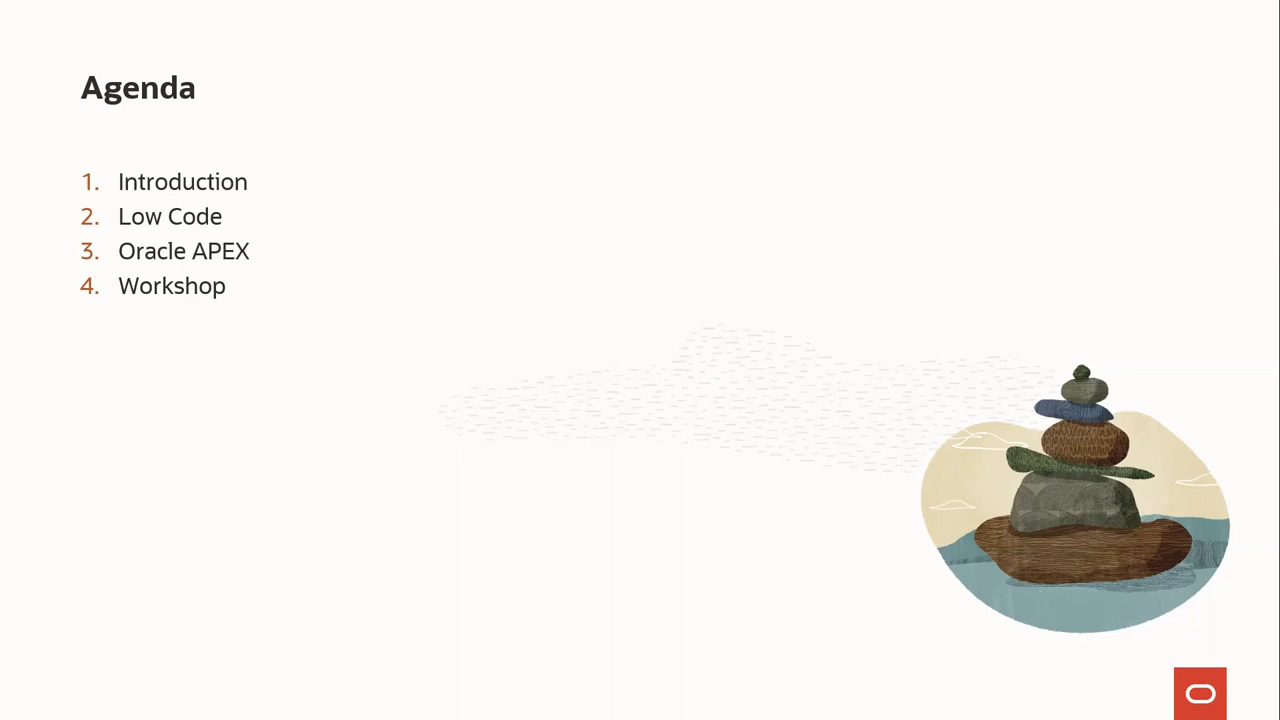 Agenda
1. Introduction
2. Low Code
3. Oracle APEX
4. Workshop